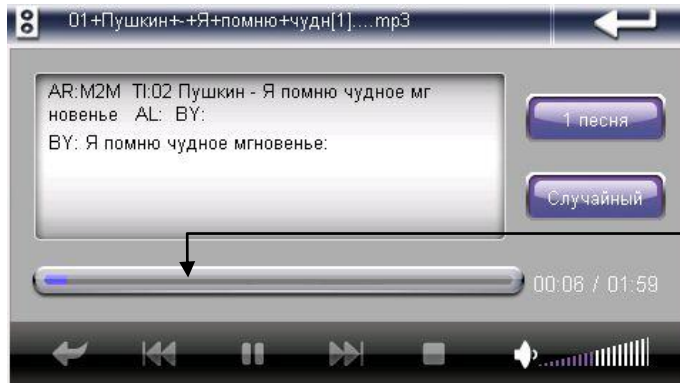 01+Пушкин+-+Я+помню+чудн[1]....mp3
AR:M2M TI:02 Пушкин - Я помню чудное мг
новенье AL: BY:
BY: Я помню чудное мгновенье:
1 песня
Случайный
00:06 / 01:59